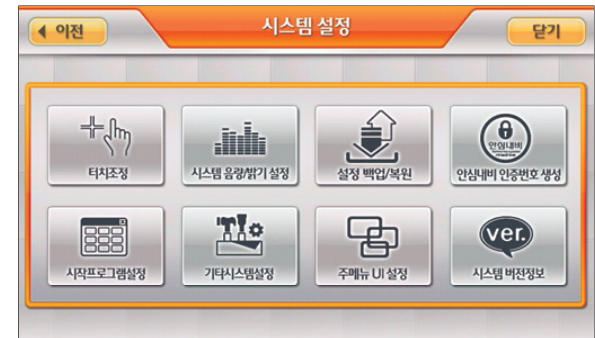 이전
시스템 설정
닫기
터치조정
시스템 음량/밝기 설정
설정 백업/복원
안심내비
안심내비 인증번호 생성
시작프로그램설정
기타시스템설정
주메뉴 UI 설정
ver.
시스템 버전정보